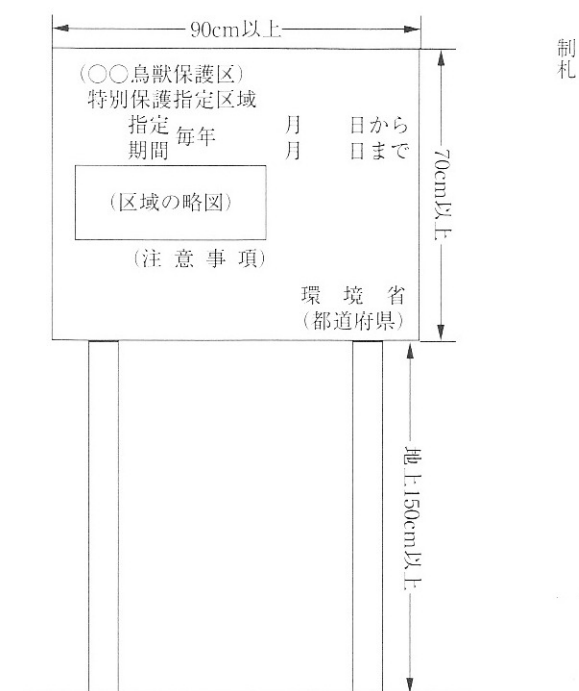 制札
90cm以上
(○○鳥獣保護区)
特別保護指定区域
指定期間 毎年 月 日から
月 日まで
(区域の略図)
(注意事項)
環境省
(都道府県)
70cm以上
地上150cm以上